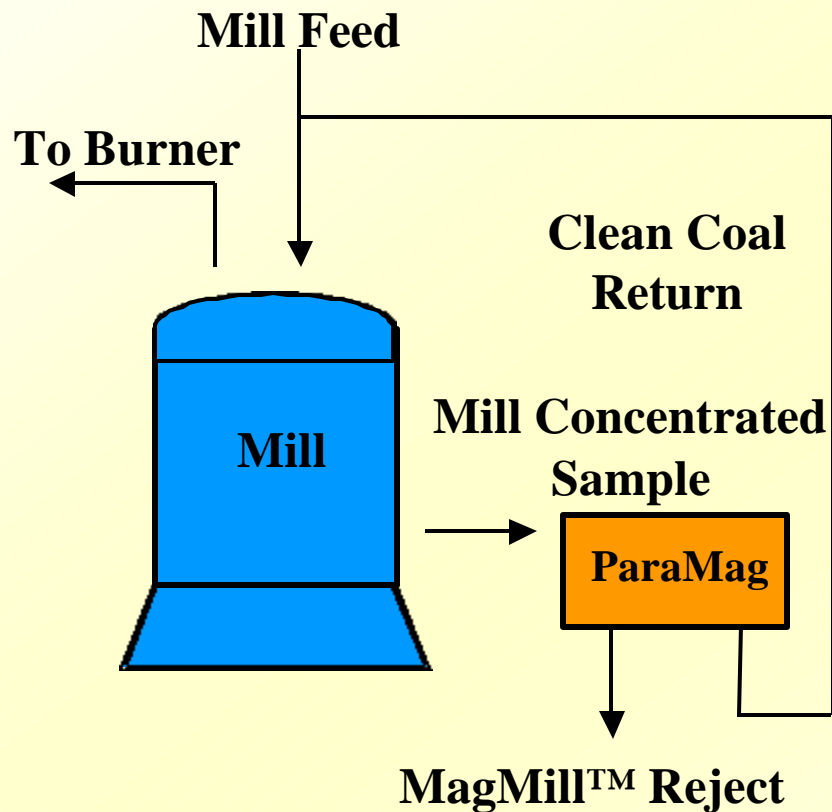 Mill Feed
To Burner
Clean Coal
Return
Mill Concentrated
Sample
Mill
ParaMag
MagMill™ Reject